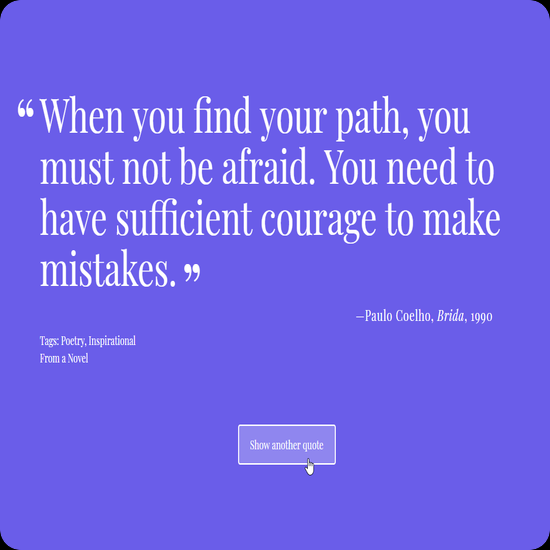 “When you find your path, you
must not be afraid. You need to
have sufficient courage to make
mistakes.”
—Paulo Coelho, Brida, 1990
Tags: Poetry, Inspirational
From a Novel
Show another quote